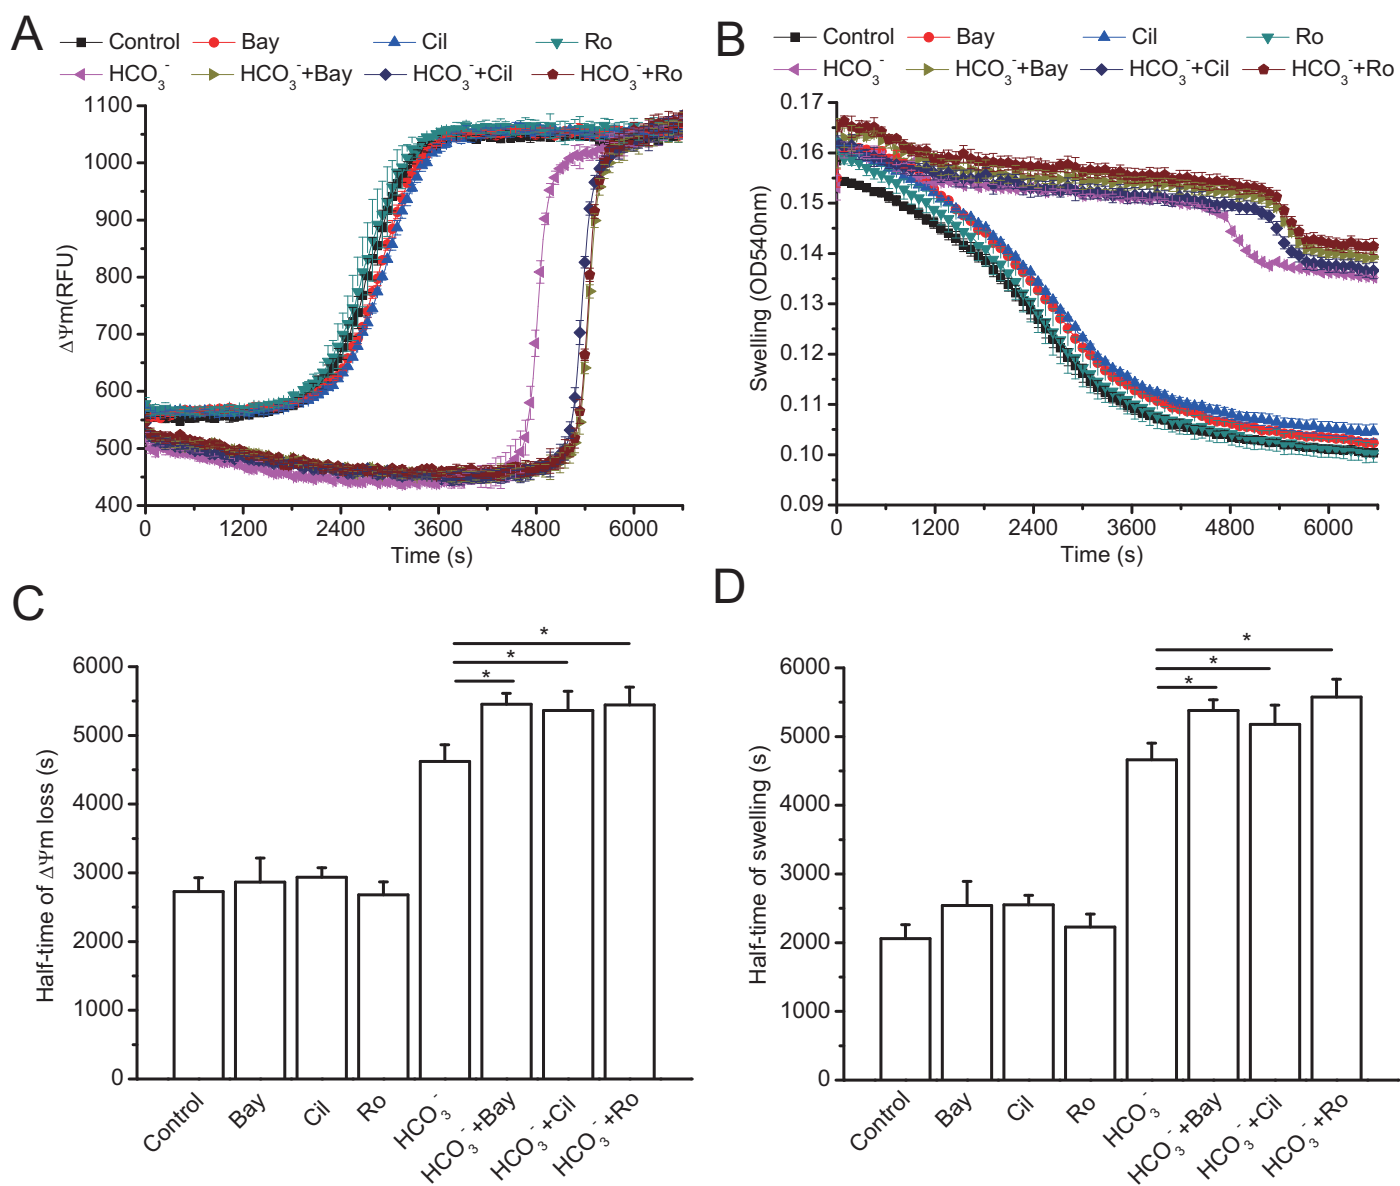 A
Control Bay Cil Ro
HCO3- HCO3-+Bay HCO3-+Cil HCO3-+Ro
1100
1000
900
800
700
600
500
400
ΔΨm(RFU)
0 1200 2400 3600 4800 6000
Time (s)
B
Control Bay Cil Ro
HCO3- HCO3-+Bay HCO3-+Cil HCO3-+Ro
0.17
0.16
0.15
0.14
0.13
0.12
0.11
0.10
0.09
Swelling (OD540nm)
0 1200 2400 3600 4800 6000
Time (s)
C
* * *
6000
5000
4000
3000
2000
1000
0
Half-time of ΔΨm loss (s)
Control Bay Cil Ro HCO3- HCO3-+Bay HCO3-+Cil HCO3-+Ro
D
* * *
6000
5000
4000
3000
2000
1000
0
Half-time of swelling (s)
Control Bay Cil Ro HCO3- HCO3-+Bay HCO3-+Cil HCO3-+Ro